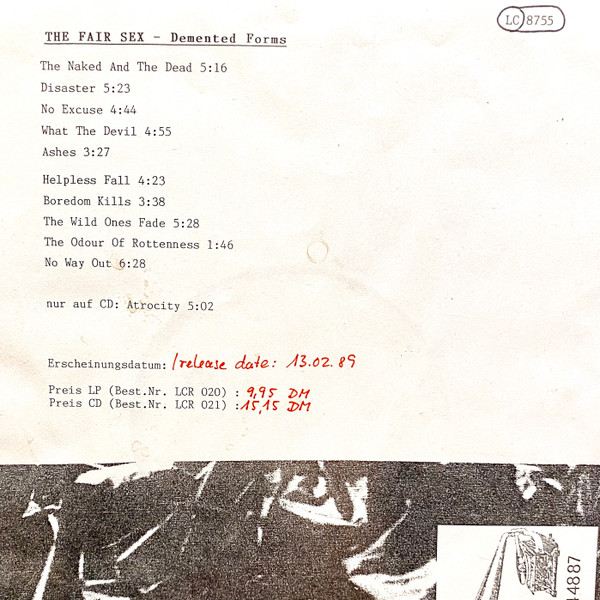 LC 8755
THE FAIR SEX - Demented Forms
The Naked And The Dead 5:16
Disaster 5:23
No Excuse 4:44
What The Devil 4:55
Ashes 3:27
Helpless Fall 4:23
Boredom Kills 3:38
The Wild Ones Fade 5:28
The Odour Of Rottenness 1:46
No Way Out 6:28
nur auf CD: Atrocity 5:02
Erscheinungsdatum: /release date: 13.02.89
Preis LP (Best.Nr. LCR 020) : 9,95 DM
Preis CD (Best.Nr. LCR 021) : 15,15 DM
44887